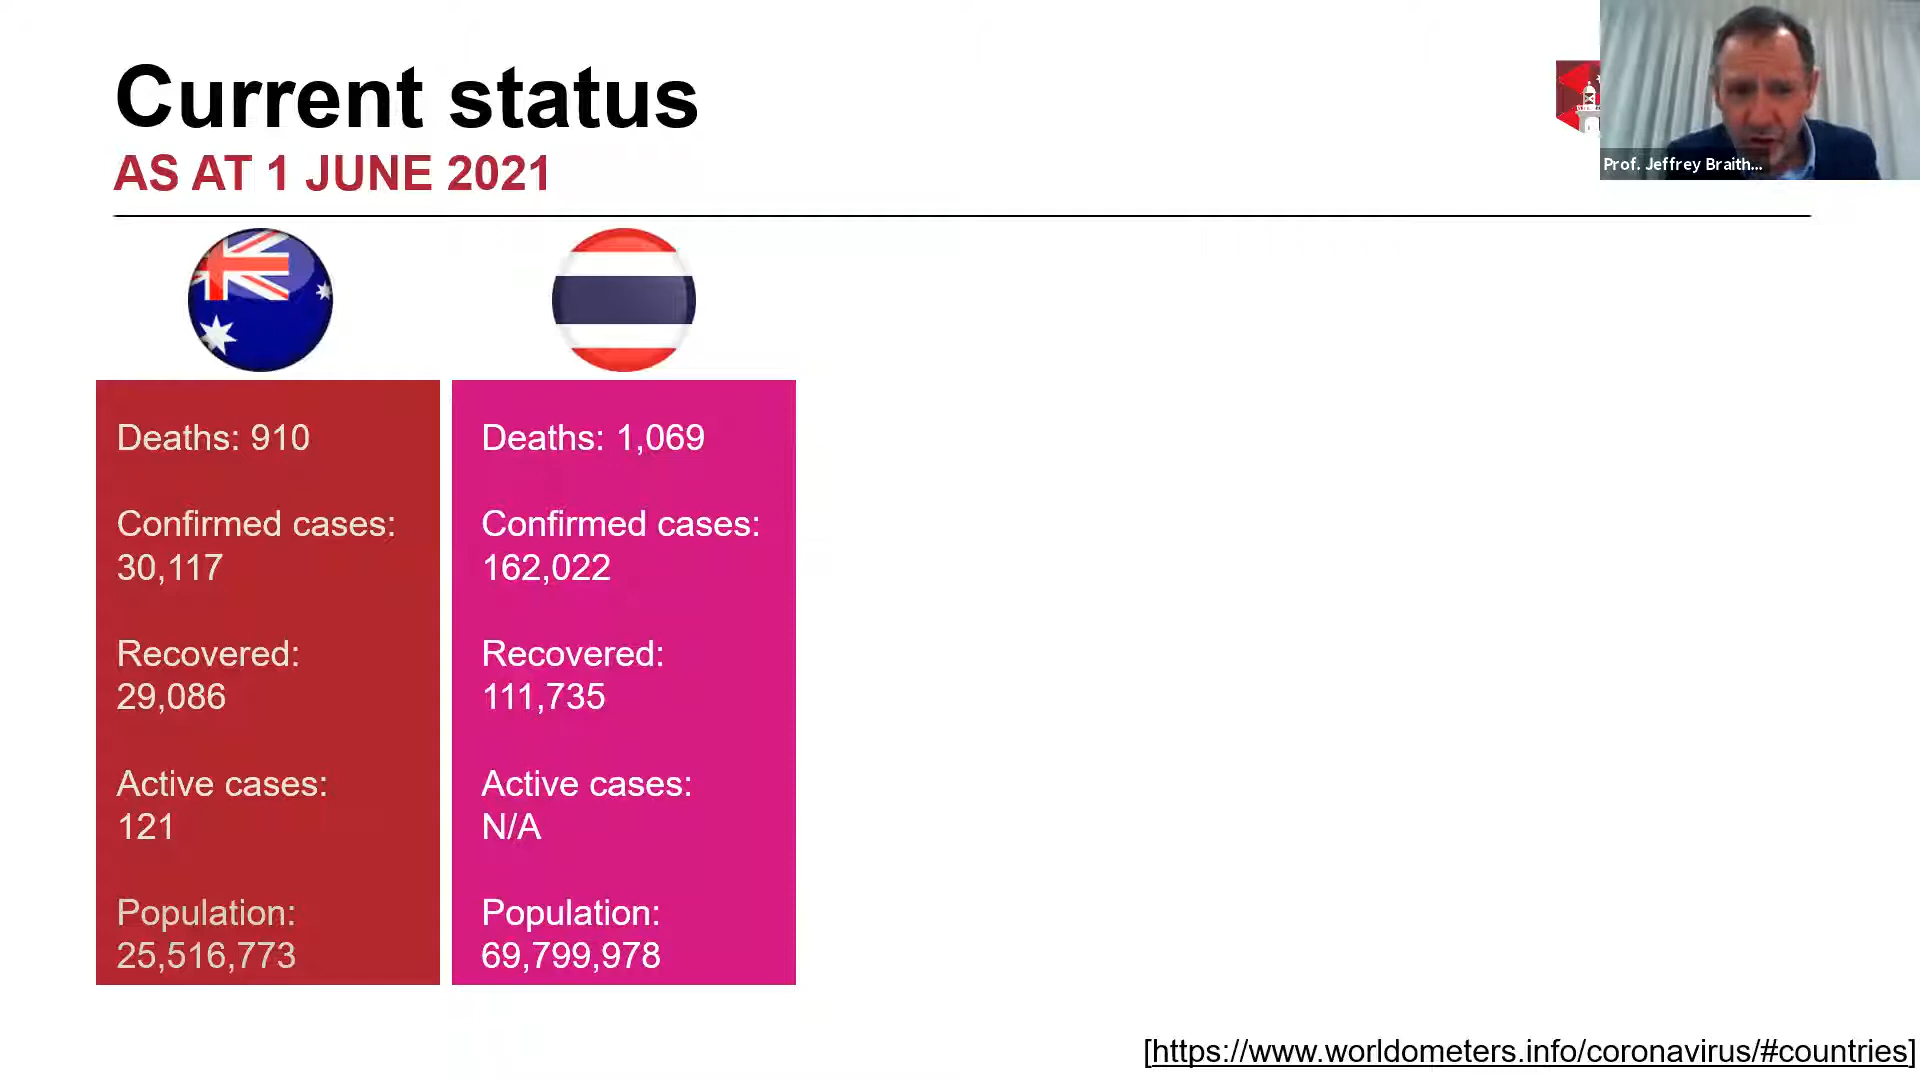 Current status
AS AT 1 JUNE 2021
Prof. Jeffrey Braith...
Deaths: 910
Confirmed cases:
30,117
Recovered:
29,086
Active cases:
121
Population:
25,516,773
Deaths: 1,069
Confirmed cases:
162,022
Recovered:
111,735
Active cases:
N/A
Population:
69,799,978
[https://www.worldometers.info/coronavirus/#countries]